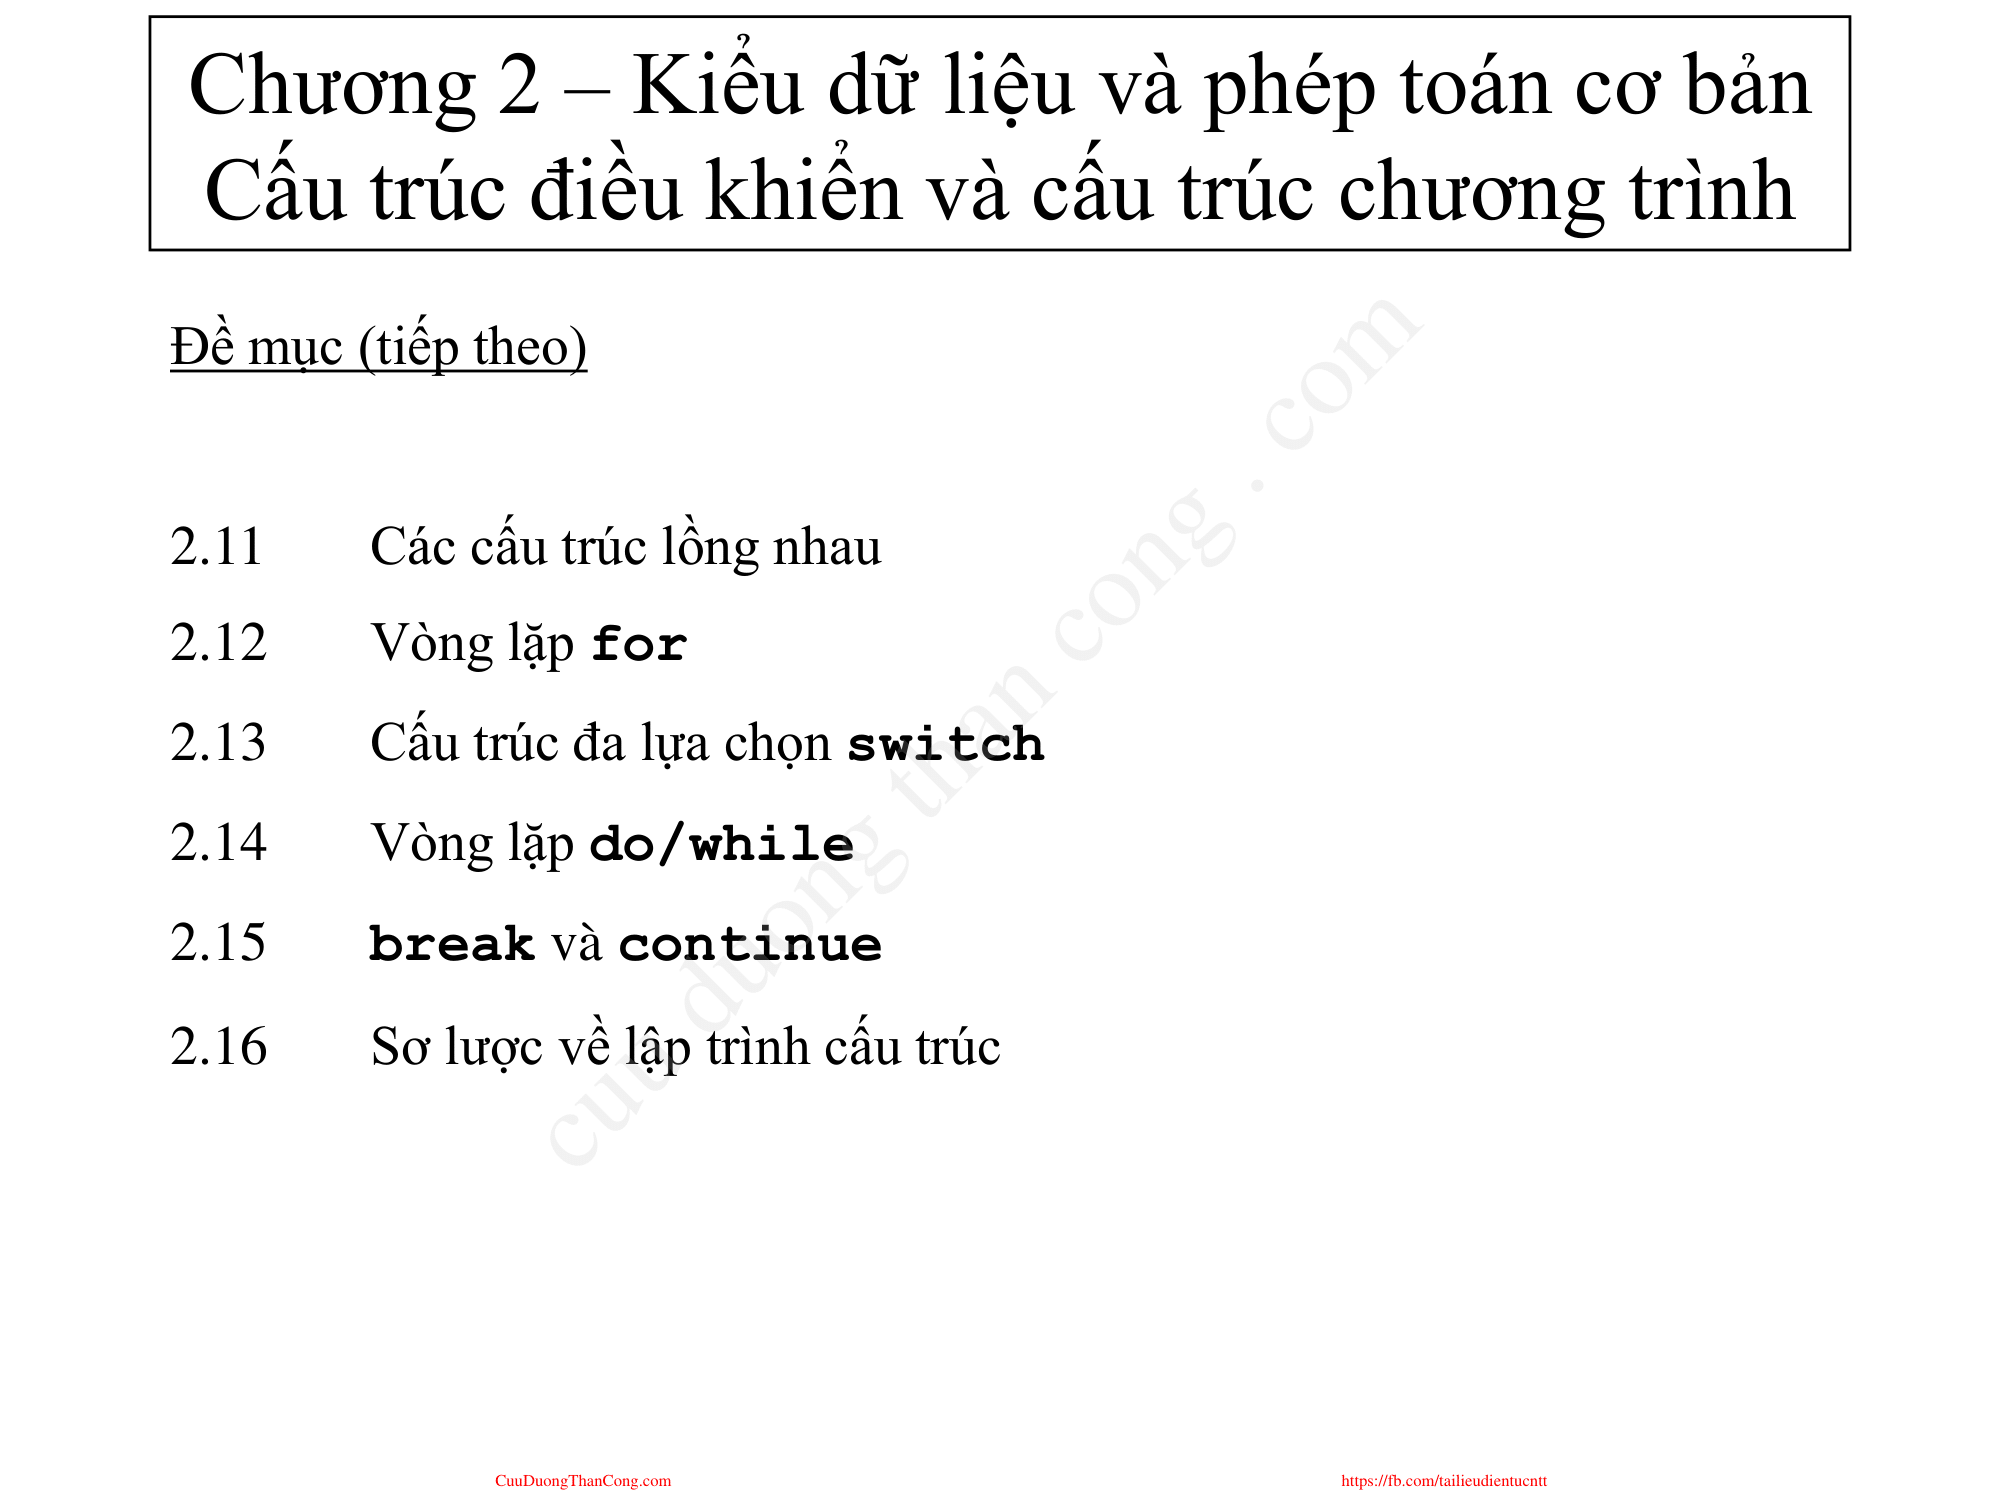 Chương 2 – Kiểu dữ liệu và phép toán cơ bản
Cấu trúc điều khiển và cấu trúc chương trình
Đề mục (tiếp theo)
2.11 Các cấu trúc lồng nhau
2.12 Vòng lặp for
2.13 Cấu trúc đa lựa chọn switch
2.14 Vòng lặp do/while
2.15 break và continue
2.16 Sơ lược về lập trình cấu trúc
cuu duong than cong . com
CuuDuongThanCong.com
https://fb.com/tailieudientucntt